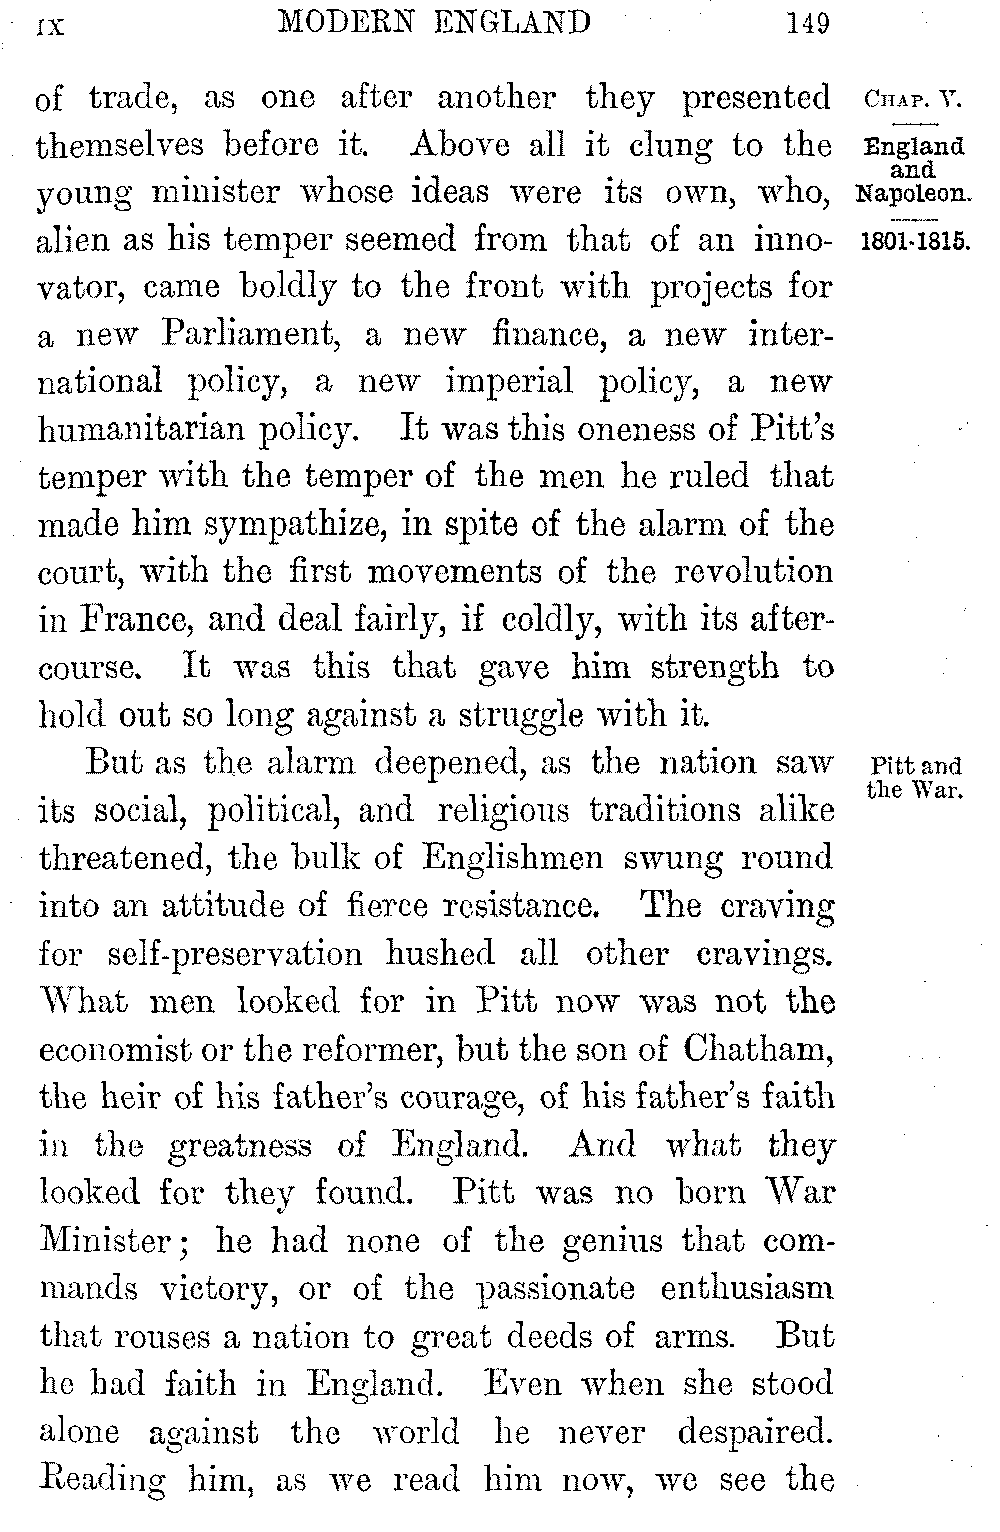 IX MODERN ENGLAND 149
of trade, as one after another they presented
themselves before it. Above all it clung to the
young minister whose ideas were its own, who,
alien as his temper seemed from that of an inno-
vator, came boldly to the front with projects for
a new Parliament, a new finance, a new inter-
national policy, a new imperial policy, a new
humanitarian policy. It was this oneness of Pitt's
temper with the temper of the men he ruled that
made him sympathize, in spite of the alarm of the
court, with the first movements of the revolution
in France, and deal fairly, if coldly, with its after-
course. It was this that gave him strength to
hold out so long against a struggle with it.
But as the alarm deepened, as the nation saw
its social, political, and religious traditions alike
threatened, the bulk of Englishmen swung round
into an attitude of fierce resistance. The craving
for self-preservation hushed all other cravings.
What men looked for in Pitt now was not the
economist or the reformer, but the son of Chatham,
the heir of his father's courage, of his father's faith
in the greatness of England. And what they
looked for they found. Pitt was no born War
Minister; he had none of the genius that com-
mands victory, or of the passionate enthusiasm
that rouses a nation to great deeds of arms. But
he had faith in England. Even when she stood
alone against the world he never despaired.
Reading him, as we read him now, we see the
CHAP. V.
England
and
Napoleon.
1801-1815.
Pitt and
the War.